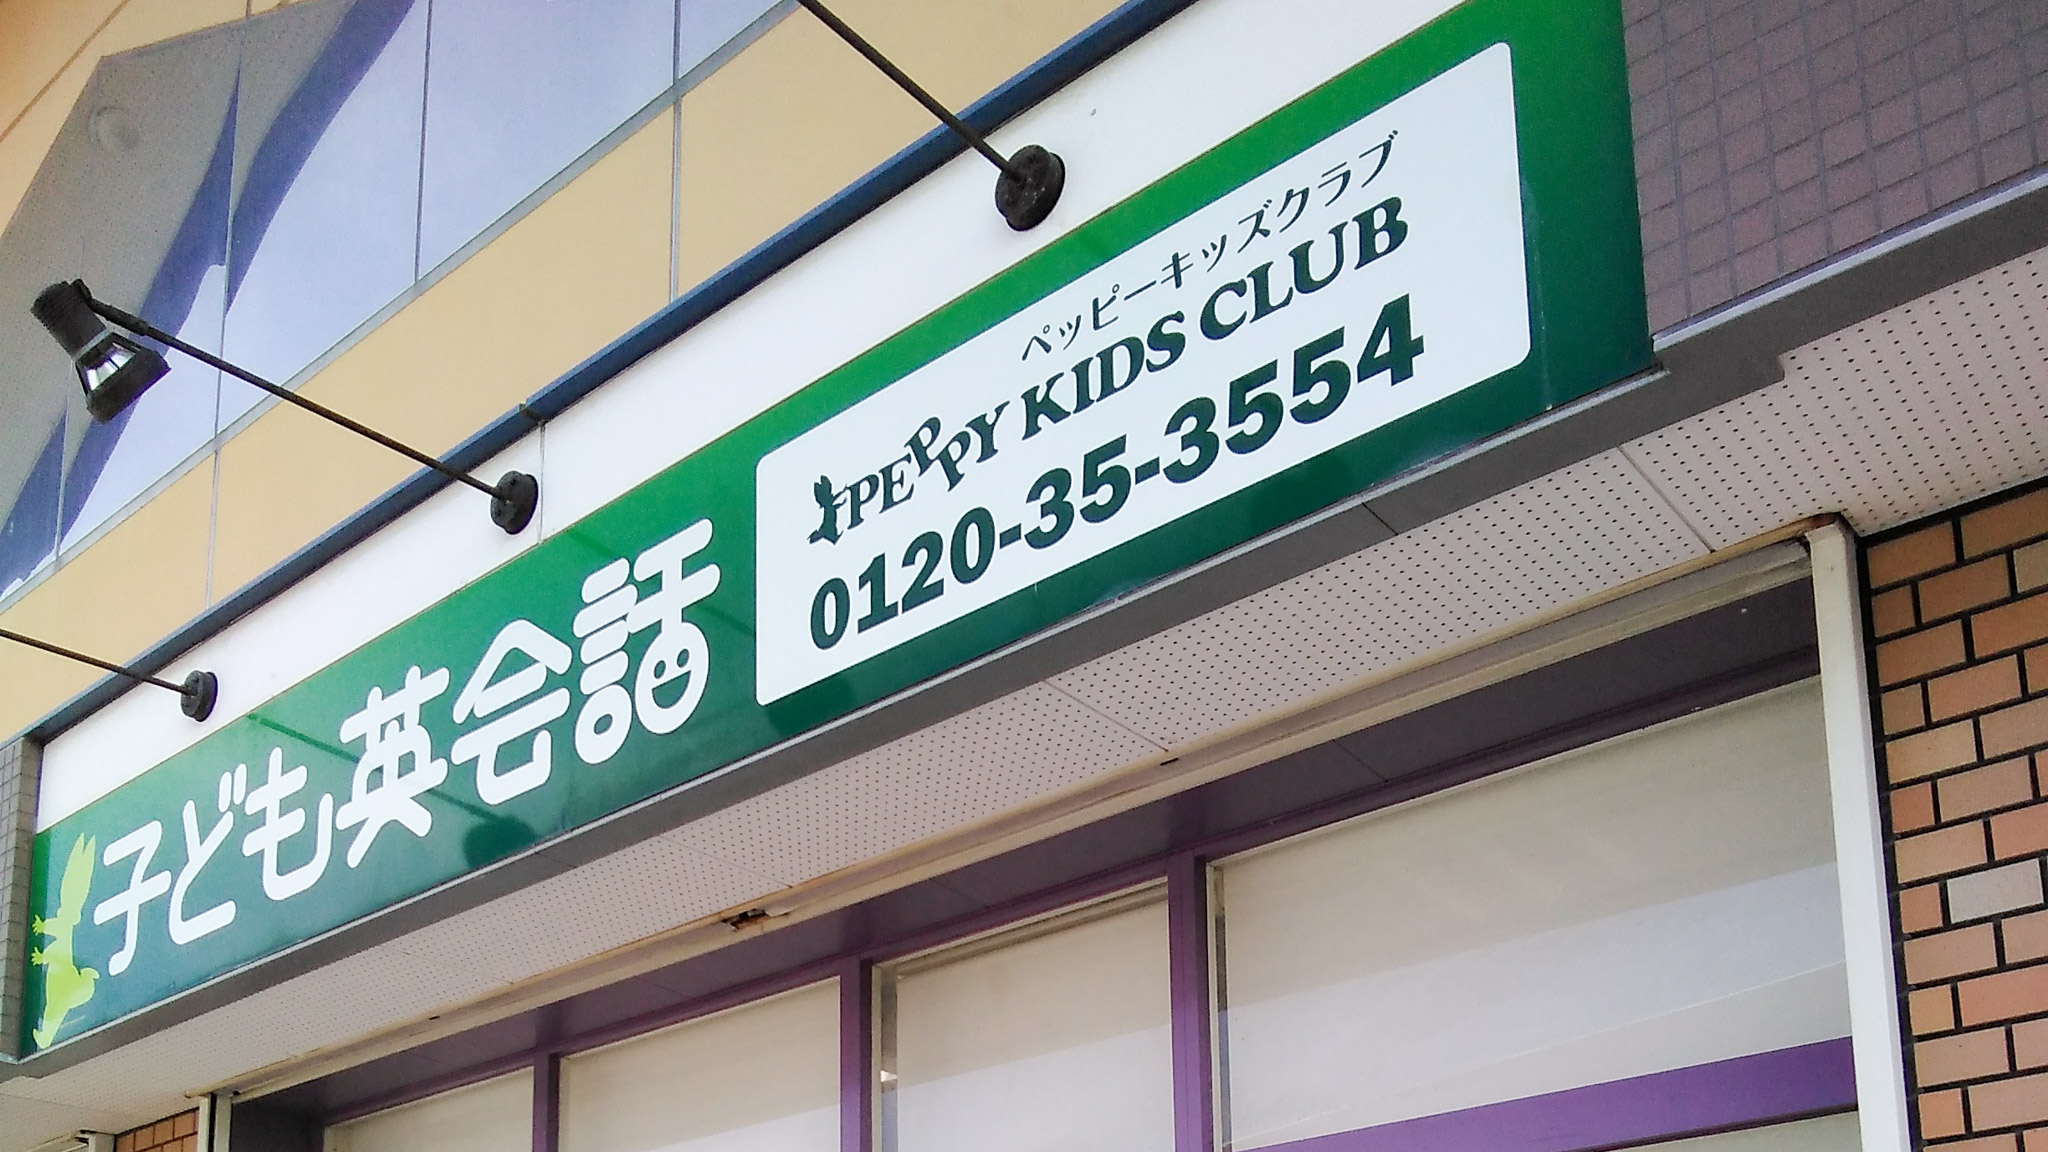 子ども英会話
ペッピーキッズクラブ
PEPPY KIDS CLUB
0120-35-3554